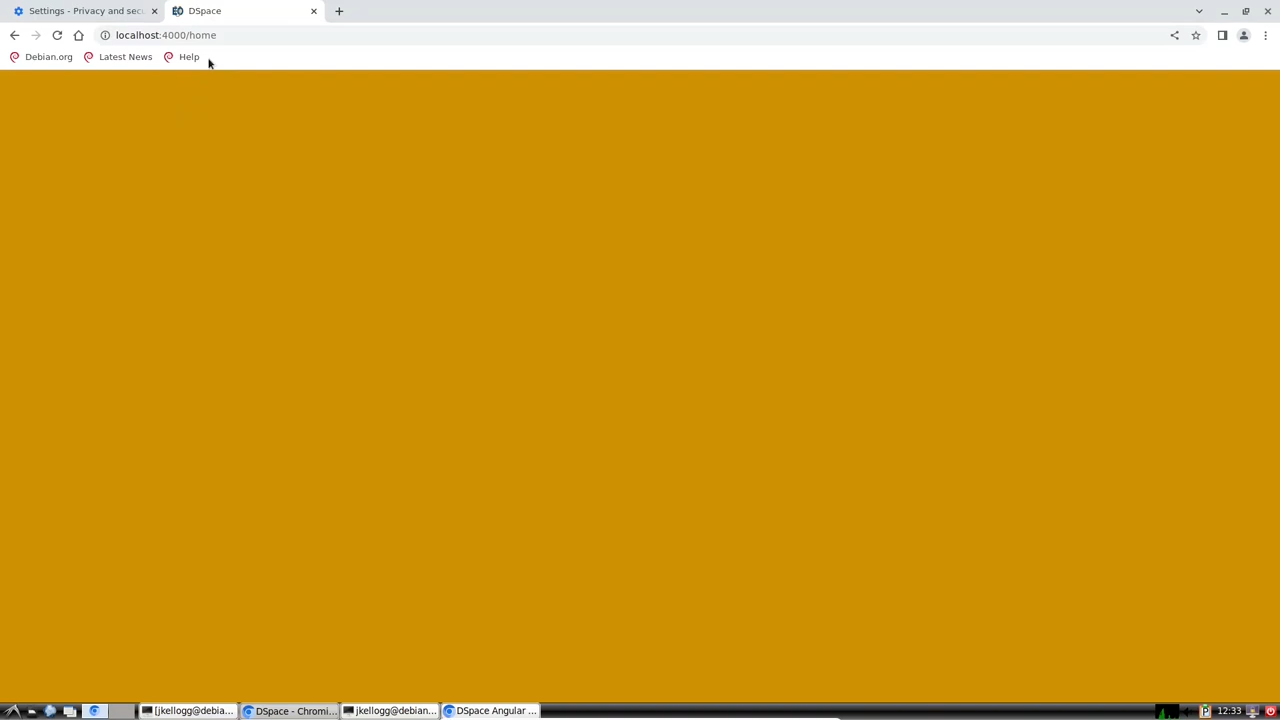 Settings - Privacy and sec
DSpace
localhost:4000/home
Debian.org
Latest News
Help
[jkellogg@debia...
DSpace - Chromi...
jkellogg@debian...
DSpace Angular ...
12:33